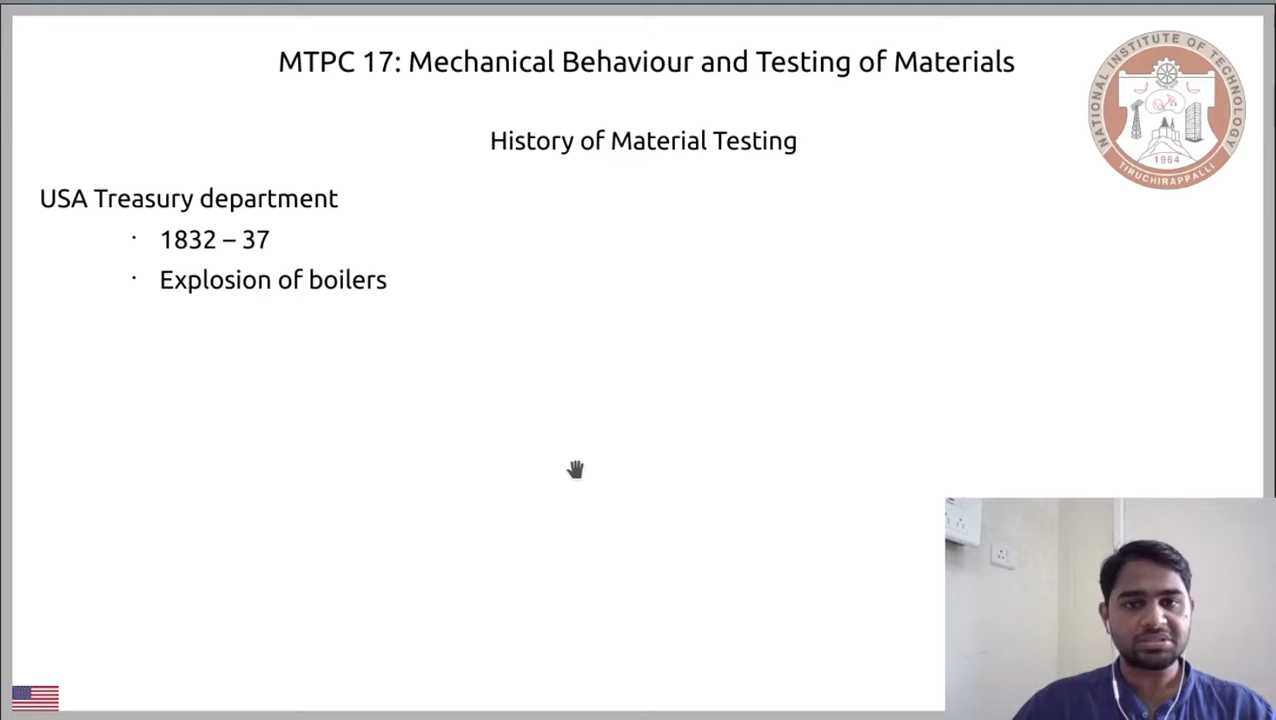 MTPC 17: Mechanical Behaviour and Testing of Materials
NATIONAL INSTITUTE OF TECHNOLOGY
1964
TIRUCHIRAPPALLI
History of Material Testing
USA Treasury department
· 1832 – 37
· Explosion of boilers